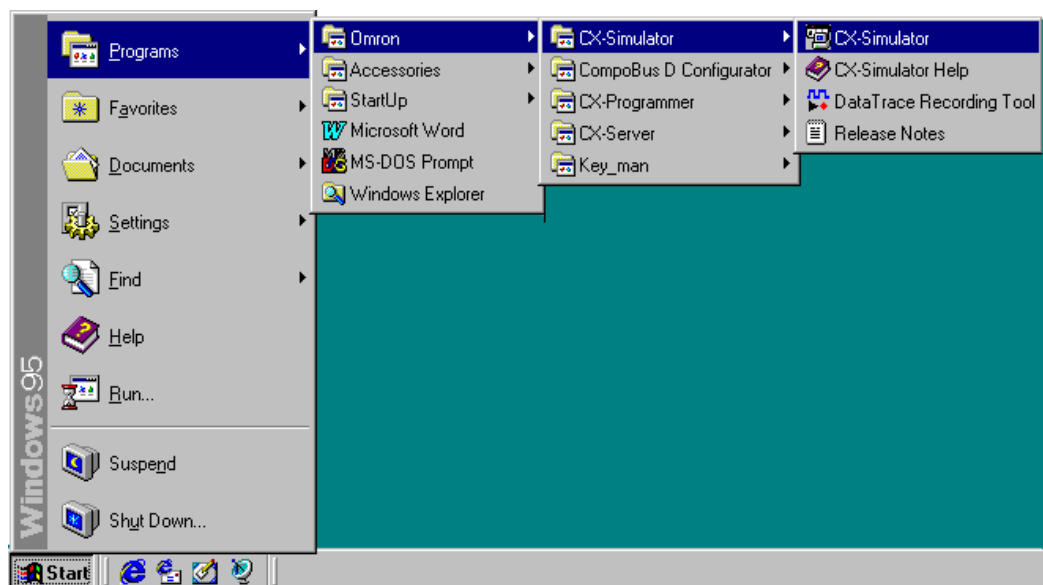 Programs
Favorites
Documents
Settings
Find
Help
Run...
Suspend
Shut Down...
Windows95
Omron
Accessories
StartUp
Microsoft Word
MS-DOS Prompt
Windows Explorer
CX-Simulator
CompoBus D Configurator
CX-Programmer
CX-Server
Key_man
CX-Simulator
CX-Simulator Help
DataTrace Recording Tool
Release Notes
Start